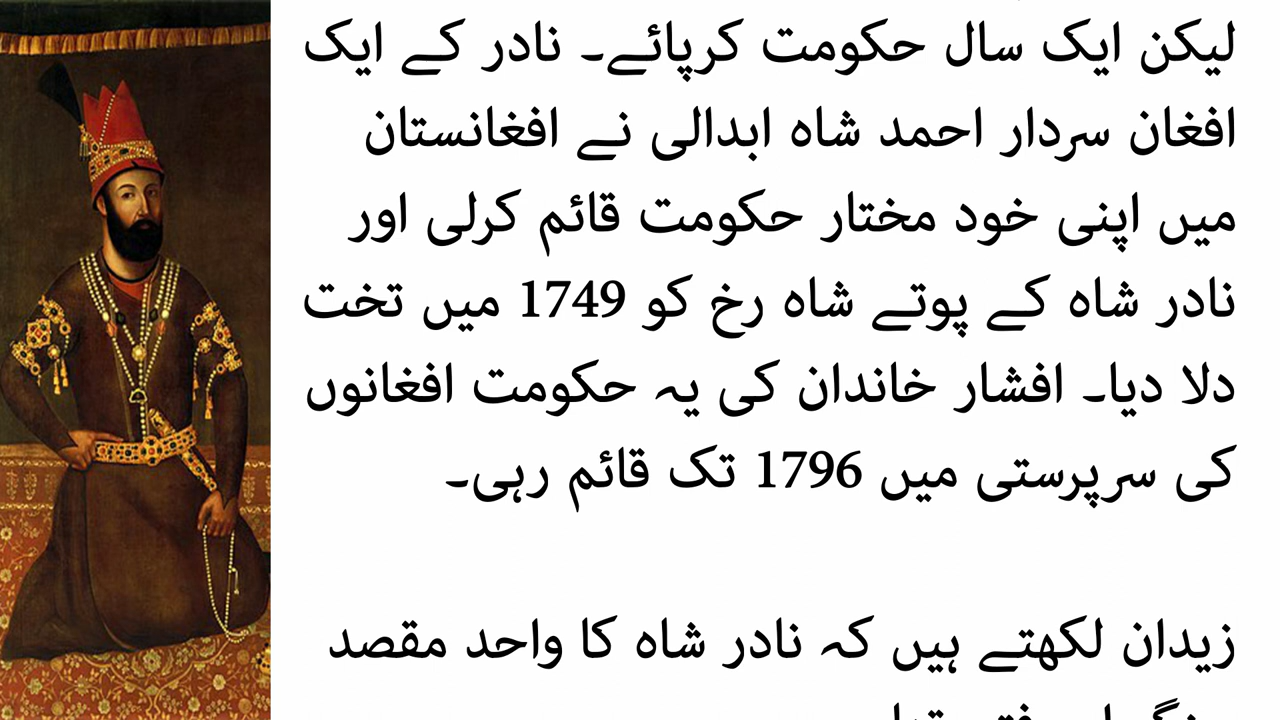 لیکن ایک سال حکومت کرپائے۔ نادر کے ایک
افغان سردار احمد شاہ ابدالی نے افغانستان
میں اپنی خود مختار حکومت قائم کرلی اور
نادر شاہ کے پوتے شاہ رخ کو 1749 میں تخت
دلا دیا۔ افشار خاندان کی یہ حکومت افغانوں
کی سرپرستی میں 1796 تک قائم رہی۔
زیدان لکھتے ہیں کہ نادر شاہ کا واحد مقصد